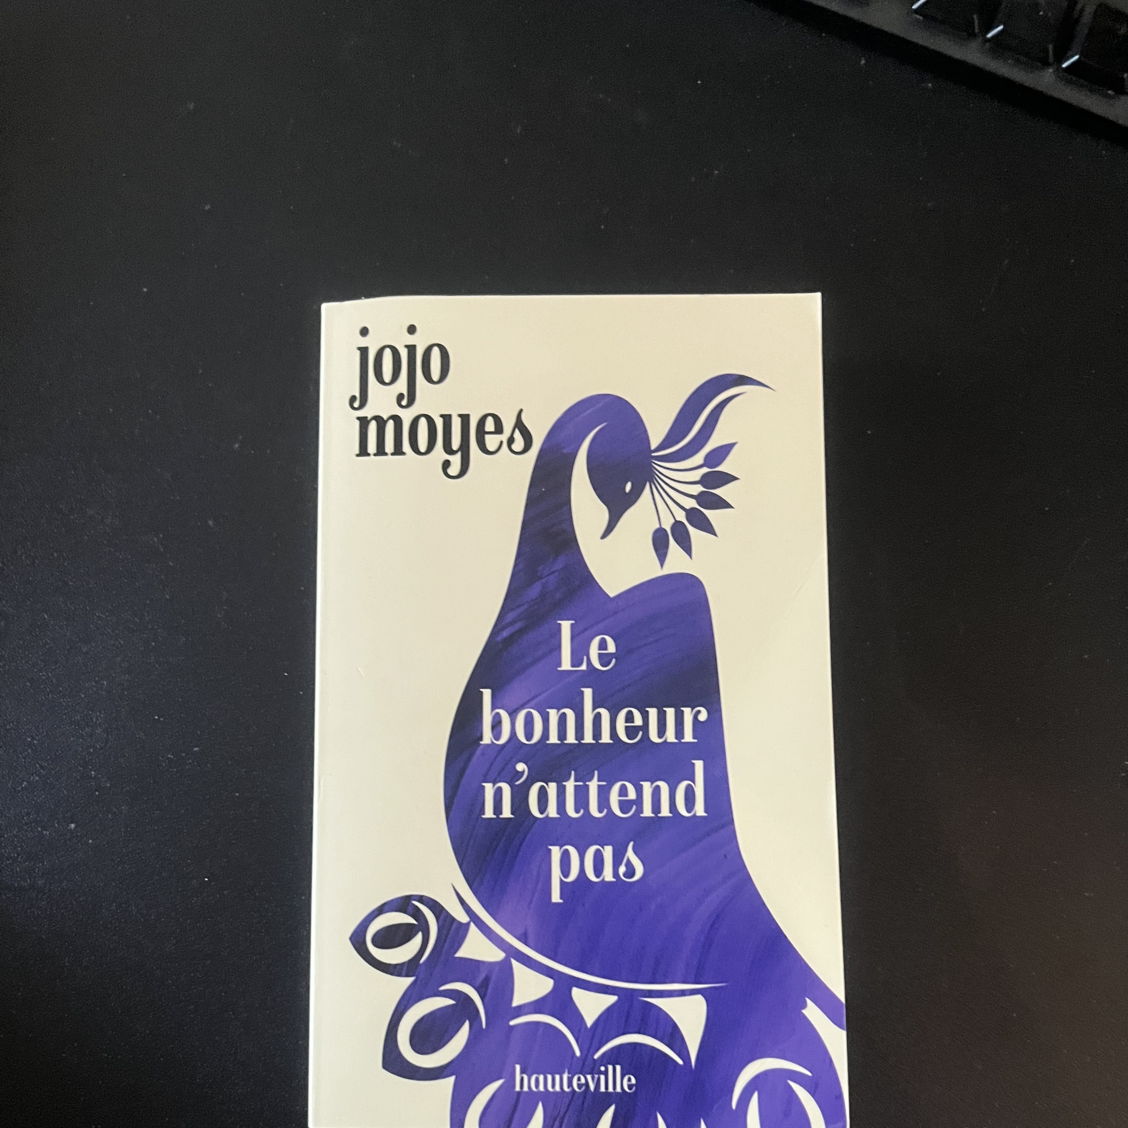 jojo
moyes
Le
bonheur
n’attend
pas
hauteville